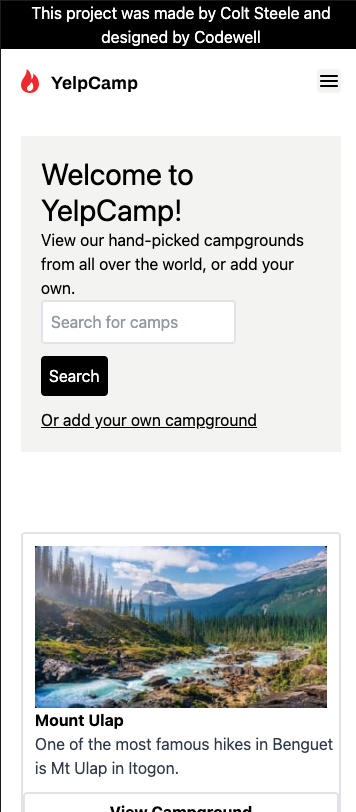 This project was made by Colt Steele and
designed by Codewell
YelpCamp
Welcome to
YelpCamp!
View our hand-picked campgrounds
from all over the world, or add your
own.
Search for camps
Search
Or add your own campground
Mount Ulap
One of the most famous hikes in Benguet
is Mt Ulap in Itogon.
View Campground